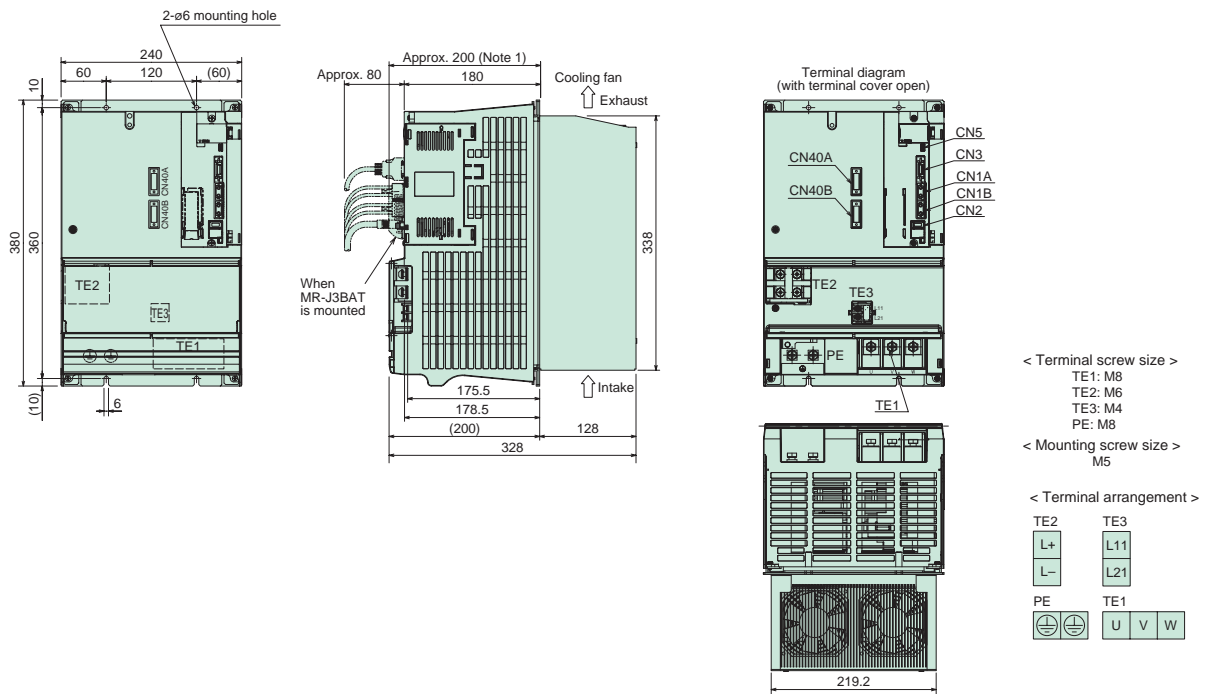 2-ø6 mounting hole
240
60
120
(60)
10
380
360
(10)
6
CN40A
CN40B
TE2
TE3
TE1
Approx. 200 (Note 1)
Approx. 80
180
Cooling fan
Exhaust
When
MR-J3BAT
is mounted
338
Intake
175.5
178.5
(200)
128
328
Terminal diagram
(with terminal cover open)
CN40A
CN40B
CN5
CN3
CN1A
CN1B
CN2
TE2
TE3
L11
L21
PE
U
W
TE1
219.2
< Terminal screw size >
TE1: M8
TE2: M6
TE3: M4
PE: M8
< Mounting screw size >
M5
< Terminal arrangement >
TE2 TE3
L+ L11
L− L21
PE TE1
U V W